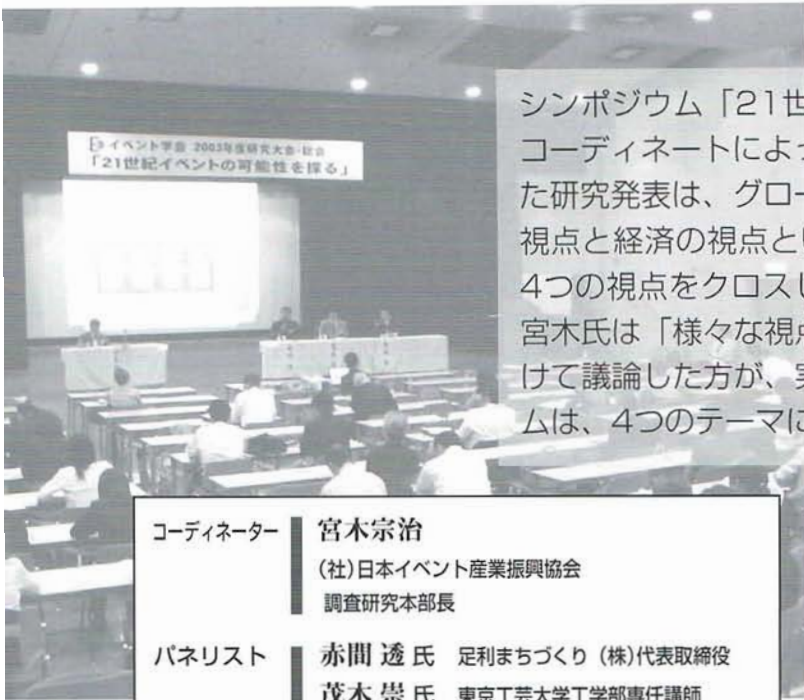 イベント学会 2003年度研究大会・総会
「21世紀イベントの可能性を探る」
シンポジウム「21世
コーディネートによっ
た研究発表は、グロー
視点と経済の視点とい
4つの視点をクロスし
宮木氏は「様々な視点
けて議論した方が、実
ムは、4つのテーマに
コーディネーター 宮木宗治
(社)日本イベント産業振興協会
調査研究本部長
パネリスト 赤間 透 氏 足利まちづくり(株)代表取締役
茂木 崇 氏 東京工芸大学工学部専任講師